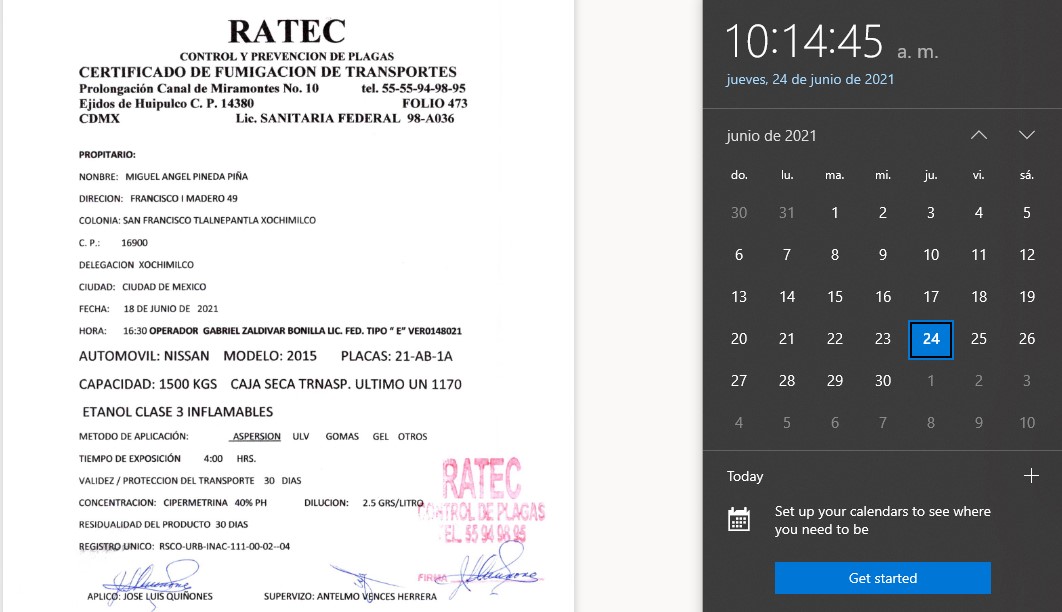 RATEC
CONTROL Y PREVENCION DE PLAGAS
CERTIFICADO DE FUMIGACION DE TRANSPORTES
Prolongación Canal de Miramontes No. 10 tel. 55-55-94-98-95
Ejidos de Huipulco C. P. 14380 FOLIO 473
CDMX Lic. SANITARIA FEDERAL 98-A036
PROPITARIO:
NOMBRE: MIGUEL ANGEL PINEDA PIÑA
DIRECION: FRANCISCO I MADERO 49
COLONIA: SAN FRANCISCO TLALNEPANTLA XOCHIMILCO
C. P.: 16900
DELEGACION XOCHIMILCO
CIUDAD: CIUDAD DE MEXICO
FECHA: 18 DE JUNIO DE 2021
HORA: 16:30 OPERADOR GABRIEL ZALDIVAR BONILLA LIC. FED. TIPO " E" VER0148021
AUTOMOVIL: NISSAN MODELO: 2015 PLACAS: 21-AB-1A
CAPACIDAD: 1500 KGS CAJA SECA TRNASP. ULTIMO UN 1170
ETANOL CLASE 3 INFLAMABLES
METODO DE APLICACIÓN: ASPERSION ULV GOMAS GEL OTROS
TIEMPO DE EXPOSICIÓN 4:00 HRS.
VALIDEZ / PROTECCION DEL TRANSPORTE 30 DIAS
CONCENTRACION: CIPERMETRINA 40% PH DILUCION: 2.5 GRS/LITRO
RESIDUALIDAD DEL PRODUCTO 30 DIAS
REGISTRO UNICO: RSCO-URB-INAC-111-00-02--04
RATEC
CONTROL DE PLAGAS
TEL. 55 94 98 95
FIRMA
APLICO: JOSE LUIS QUIÑONES SUPERVIZO: ANTELMO VENCES HERRERA
10:14:45 a. m.
jueves, 24 de junio de 2021
junio de 2021
do. lu. ma. mi. ju. vi. sá.
30 31 1 2 3 4 5
6 7 8 9 10 11 12
13 14 15 16 17 18 19
20 21 22 23 24 25 26
27 28 29 30 1 2 3
4 5 6 7 8 9 10
Today
Set up your calendars to see where
you need to be
Get started